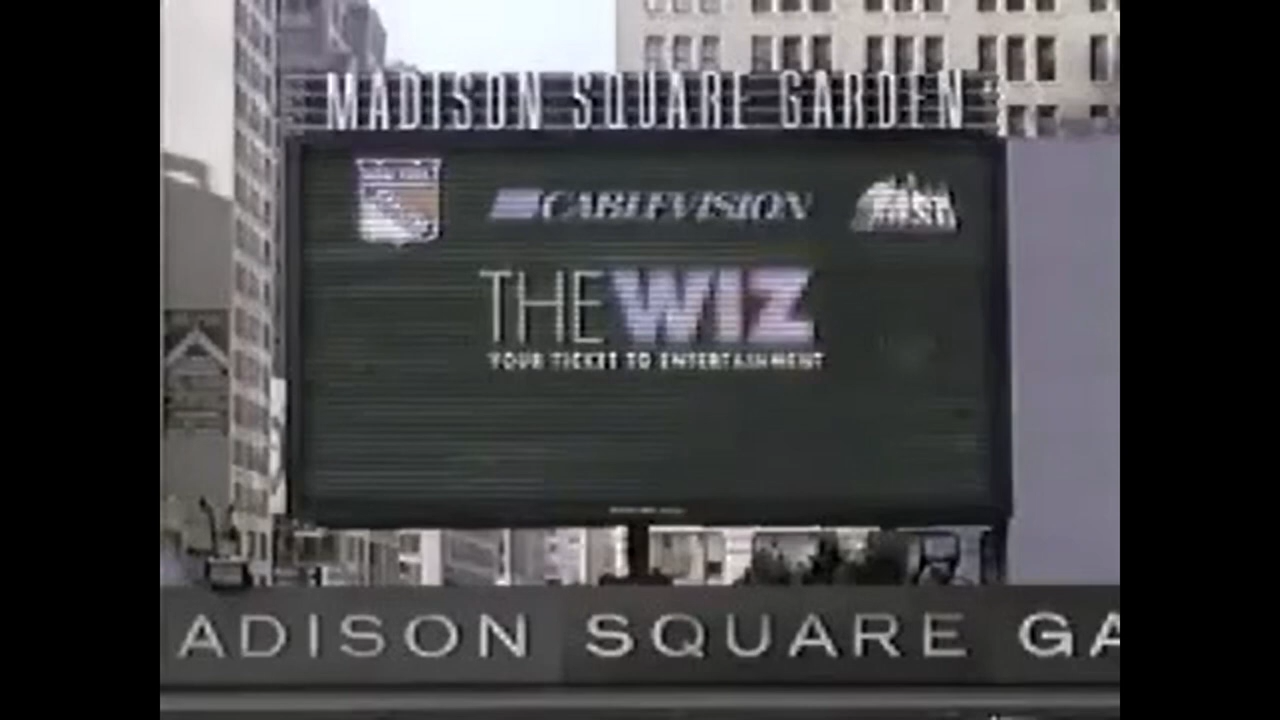 MADISON SQUARE GARDEN
CABLEVISION
THE WIZ
YOUR TICKET TO ENTERTAINMENT
ADISON SQUARE GA